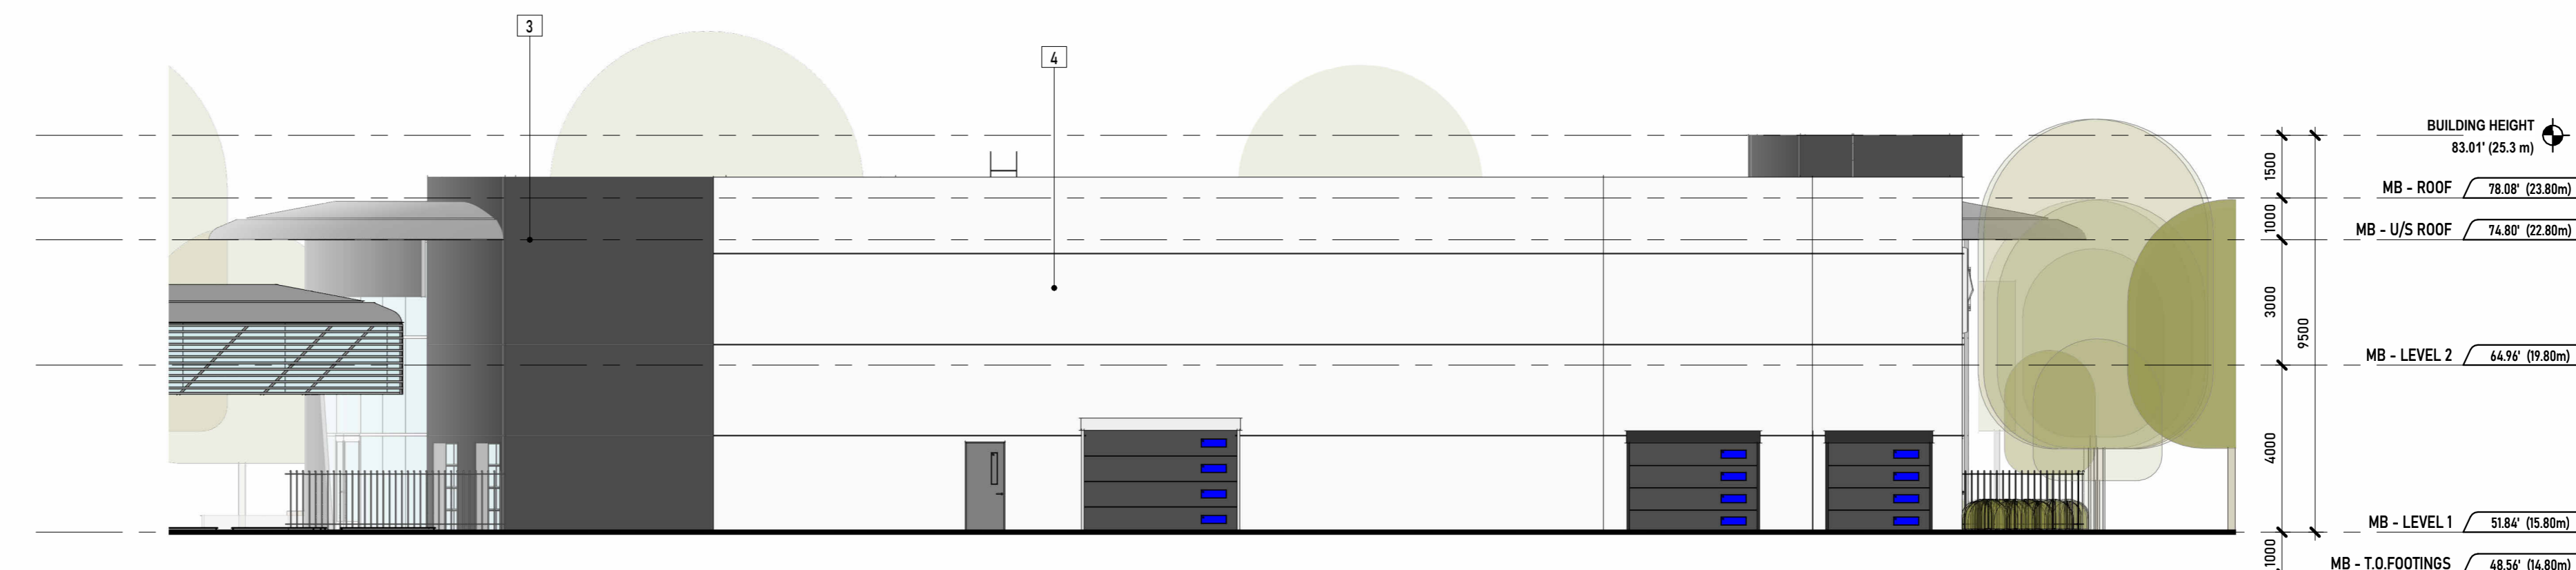 3
4
BUILDING HEIGHT
83.01' (25.3 m)
1500
MB - ROOF 78.08' (23.80m)
1000
MB - U/S ROOF 74.80' (22.80m)
3000
9500
MB - LEVEL 2 64.96' (19.80m)
4000
MB - LEVEL 1 51.84' (15.80m)
1000
MB - T.O.FOOTINGS 48.56' (14.80m)